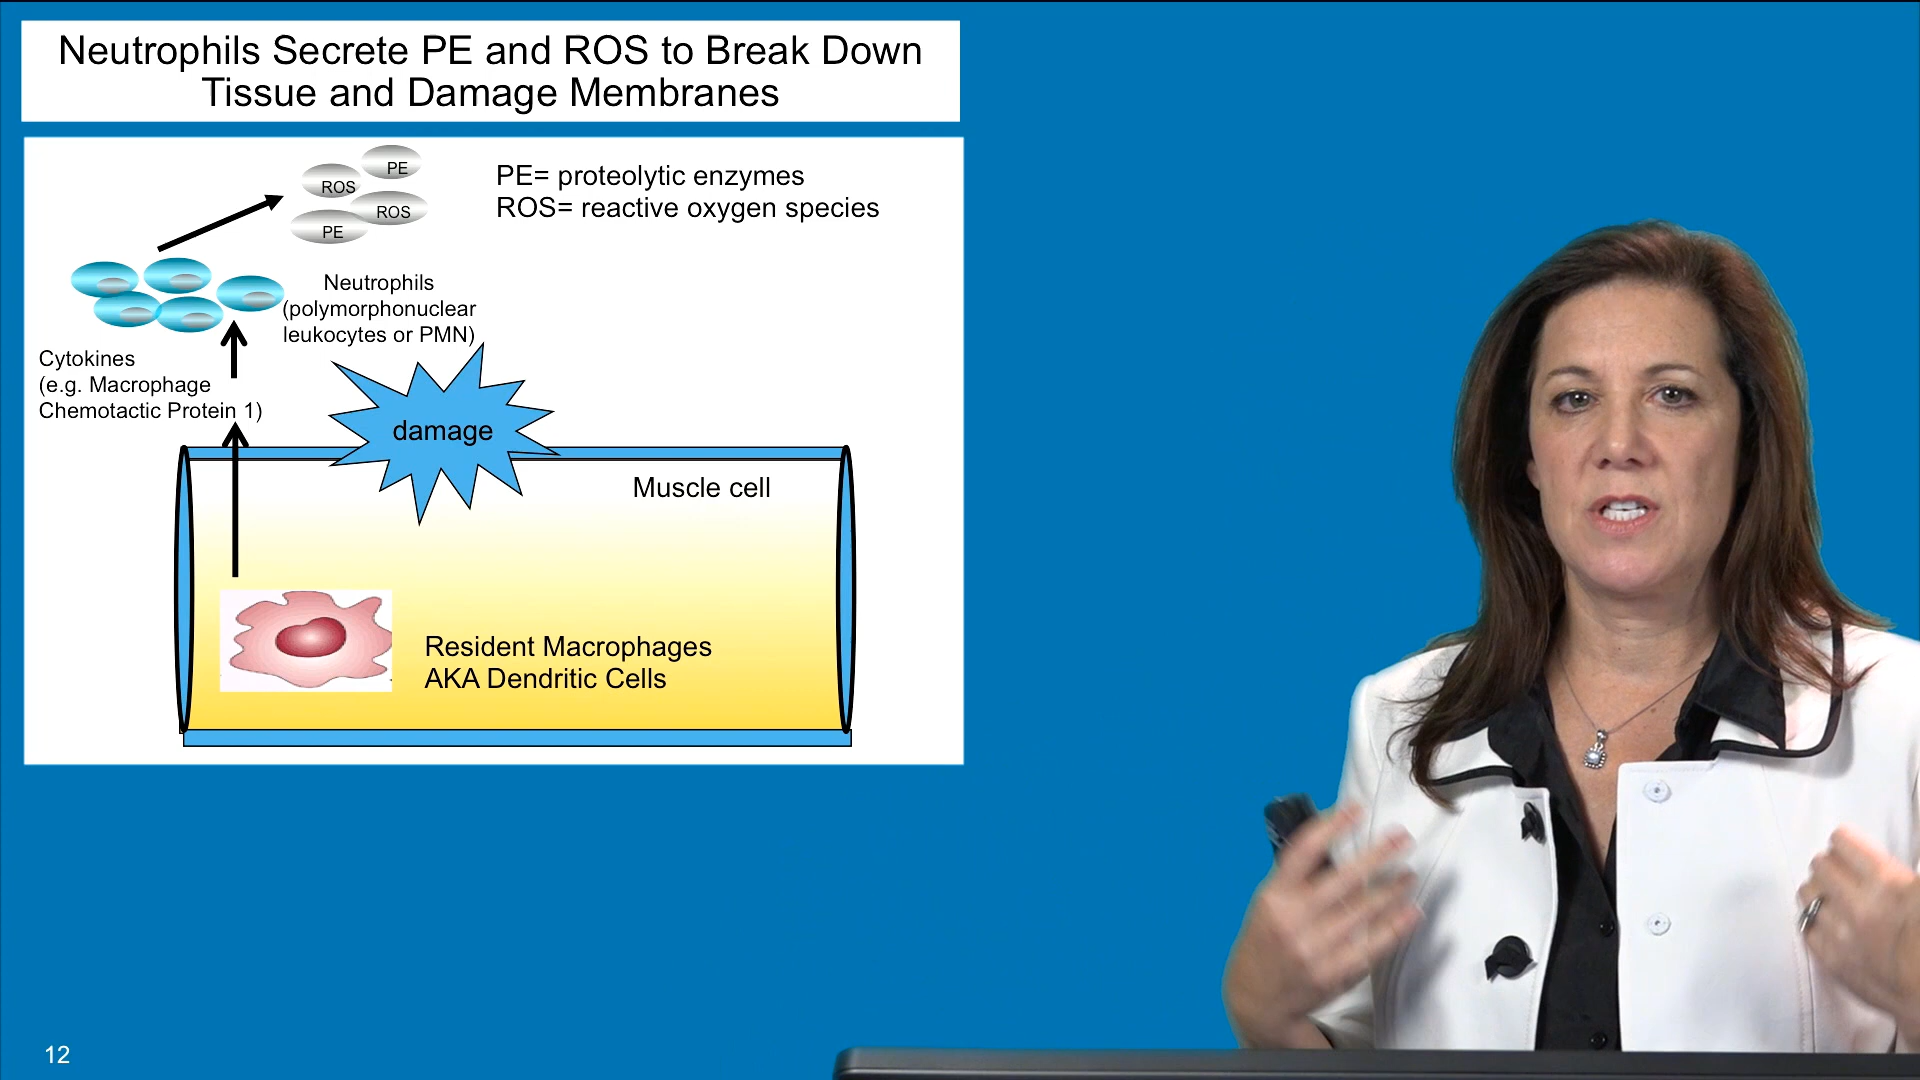 Neutrophils Secrete PE and ROS to Break Down
Tissue and Damage Membranes
PE
ROS
ROS
PE
PE= proteolytic enzymes
ROS= reactive oxygen species
Neutrophils
(polymorphonuclear
leukocytes or PMN)
Cytokines
(e.g. Macrophage
Chemotactic Protein 1)
damage
Muscle cell
Resident Macrophages
AKA Dendritic Cells
12